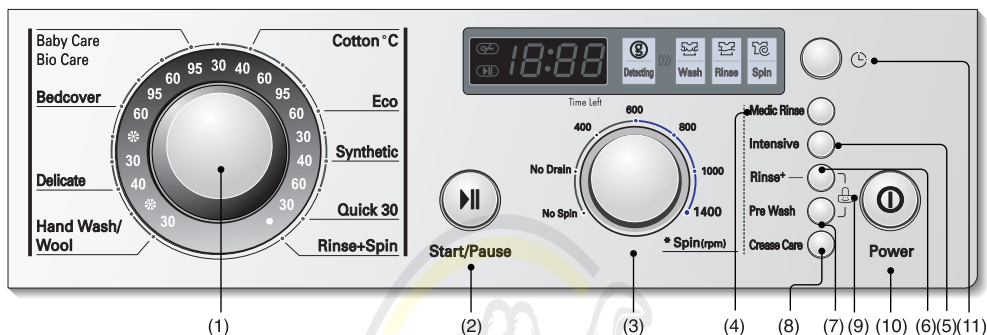 Baby Care
Bio Care
Bedcover
Delicate
Hand Wash/
Wool
95 30 40 60 95 60 30 40 60 30
60 95 60 30 40 30
Cotton °C
Eco
Synthetic
Quick 30
Rinse+Spin
Start/Pause
18:88
Detecting
Wash
Rinse
Spin
Time Left
No Spin
No Drain
400
600
800
1000
1400
* Spin(rpm)
Medic Rinse
Intensive
Rinse+
Pre Wash
Crease Care
Power
(1) (2) (3) (4) (8) (7) (9) (10) (6) (5) (11)